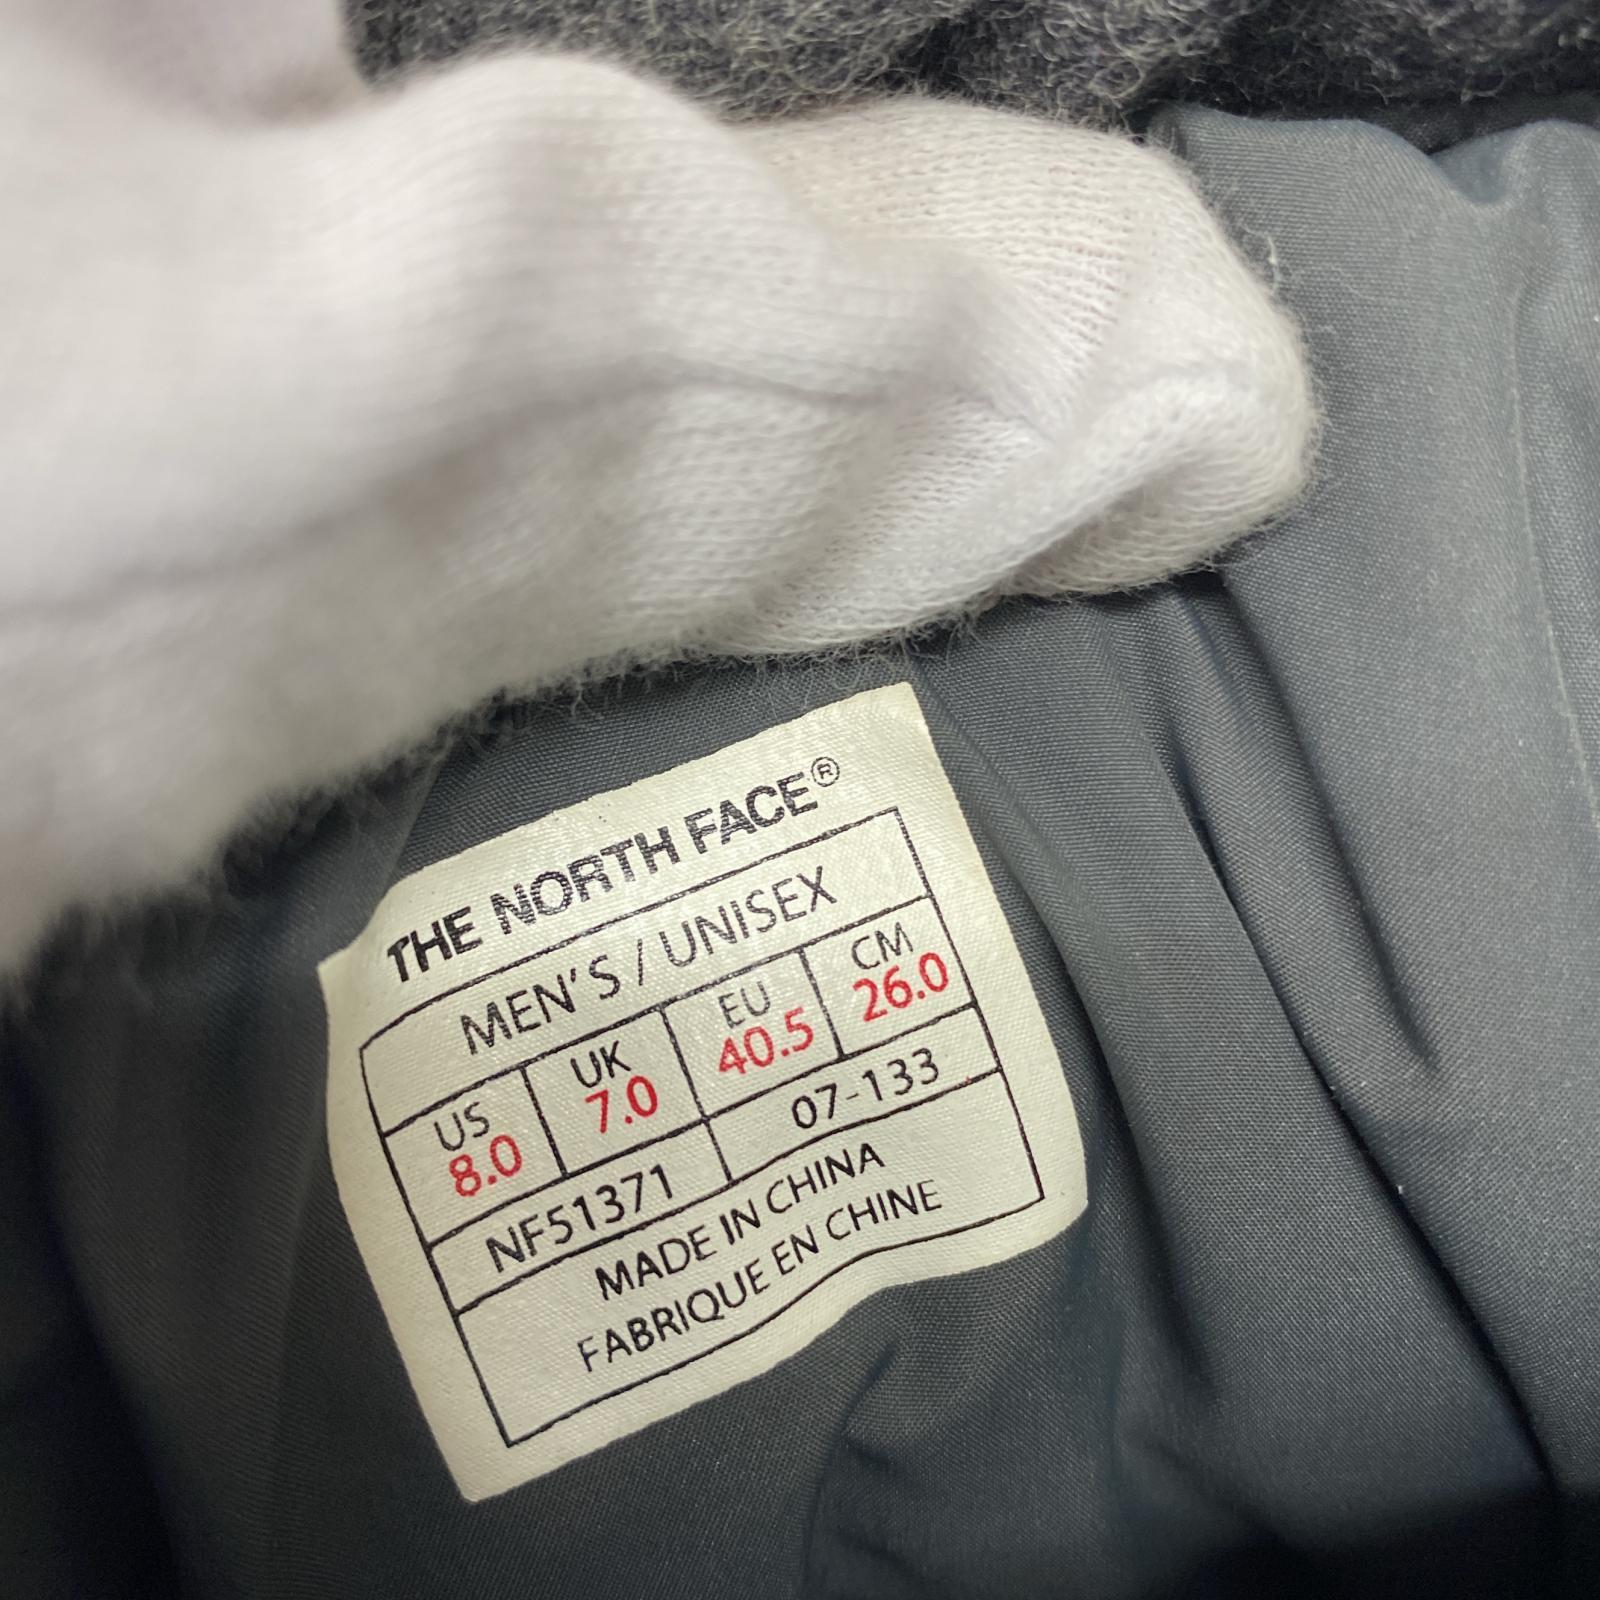 THE NORTH FACE®
MEN'S / UNISEX
US UK EU CM
8.0 7.0 40.5 26.0
NF51371 07-133
MADE IN CHINA
FABRIQUE EN CHINE